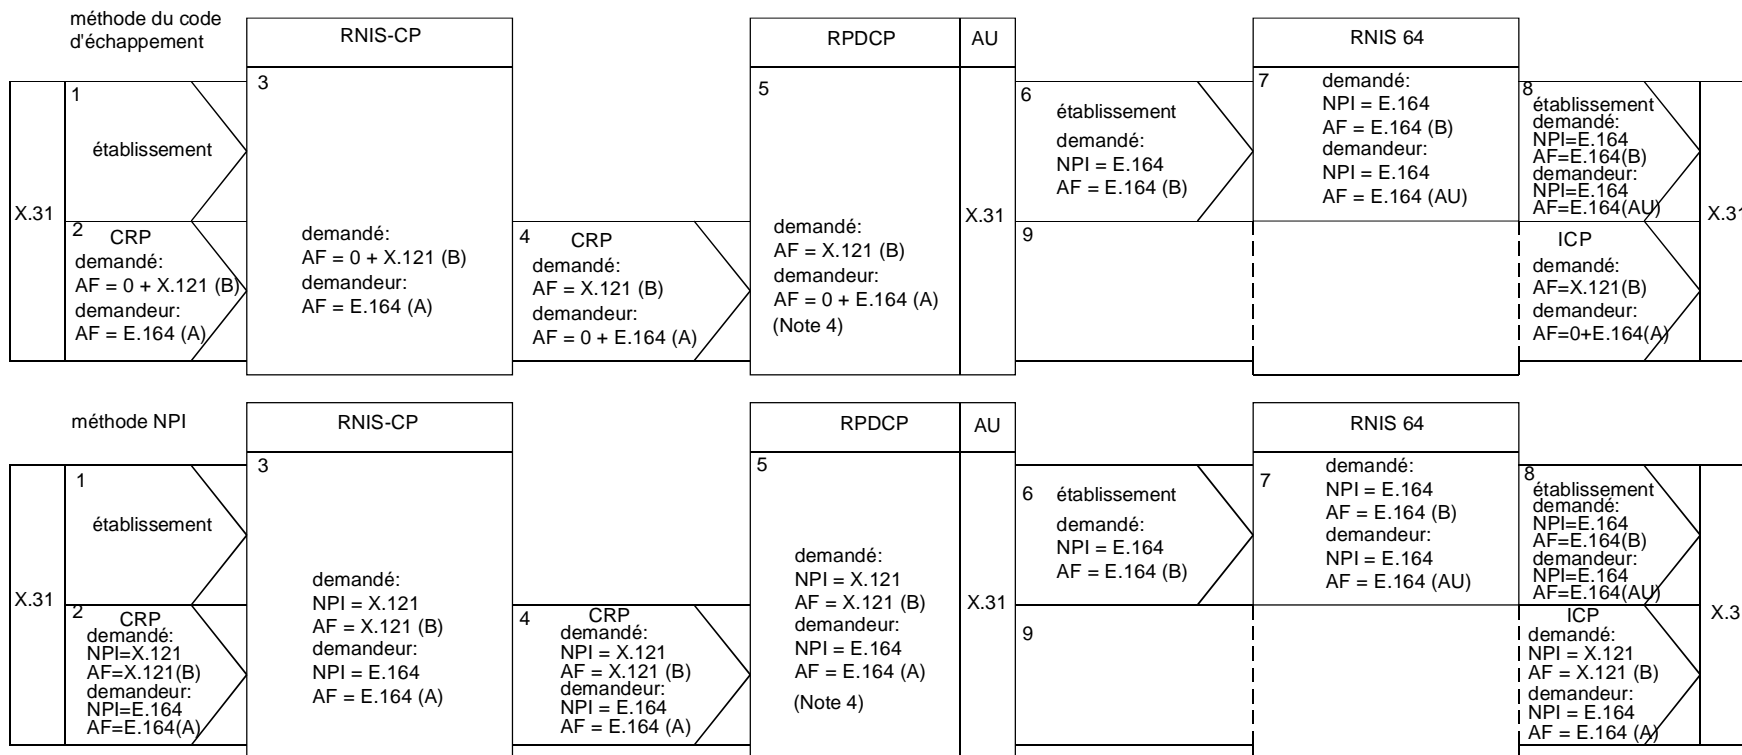 méthode du code
d'échappement
RNIS-CP
RPDCP
AU
RNIS 64
X.31
1
établissement
2
CRP
demandé:
AF = 0 + X.121 (B)
demandeur:
AF = E.164 (A)
3
demandé:
AF = 0 + X.121 (B)
demandeur:
AF = E.164 (A)
4
CRP
demandé:
AF = X.121 (B)
demandeur:
AF = 0 + E.164 (A)
5
demandé:
AF = X.121 (B)
demandeur:
AF = 0 + E.164 (A)
(Note 4)
X.31
6
établissement
demandé:
NPI = E.164
AF = E.164 (B)
9
7
demandé:
NPI = E.164
AF = E.164 (B)
demandeur:
NPI = E.164
AF = E.164 (AU)
8
établissement
demandé:
NPI=E.164
AF=E.164(B)
demandeur:
NPI=E.164
AF=E.164(AU)
ICP
demandé:
AF=X.121(B)
demandeur:
AF=0+E.164(A)
X.31
méthode NPI
RNIS-CP
RPDCP
AU
RNIS 64
X.31
1
établissement
2
CRP
demandé:
NPI=X.121
AF=X.121(B)
demandeur:
NPI=E.164
AF=E.164(A)
3
demandé:
NPI = X.121
AF = X.121 (B)
demandeur:
NPI = E.164
AF = E.164 (A)
4
CRP
demandé:
NPI = X.121
AF = X.121 (B)
demandeur:
NPI = E.164
AF = E.164 (A)
5
demandé:
NPI = X.121
AF = X.121 (B)
demandeur:
NPI = E.164
AF = E.164 (A)
(Note 4)
X.31
6
établissement
demandé:
NPI = E.164
AF = E.164 (B)
9
7
demandé:
NPI = E.164
AF = E.164 (B)
demandeur:
NPI = E.164
AF = E.164 (AU)
8
établissement
demandé:
NPI=E.164
AF=E.164(B)
demandeur:
NPI=E.164
AF=E.164(AU)
ICP
demandé:
NPI = X.121
AF = X.121 (B)
demandeur:
NPI = E.164
AF = E.164 (A)
X.3